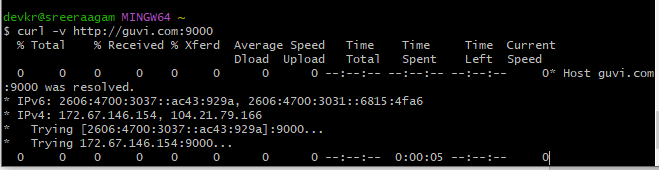 devkr@sreeraagam MINGW64 ~
$ curl -v http://guvi.com:9000
  % Total    % Received % Xferd  Average Speed   Time    Time     Time  Current
                                 Dload  Upload   Total   Spent    Left  Speed
  0     0    0     0    0     0      0      0 --:--:-- --:--:-- --:--:--     0* Host guvi.com
:9000 was resolved.
* IPv6: 2606:4700:3037::ac43:929a, 2606:4700:3031::6815:4fa6
* IPv4: 172.67.146.154, 104.21.79.166
*   Trying [2606:4700:3037::ac43:929a]:9000...
*   Trying 172.67.146.154:9000...
  0     0    0     0    0     0      0      0 --:--:--  0:00:05 --:--:--     0